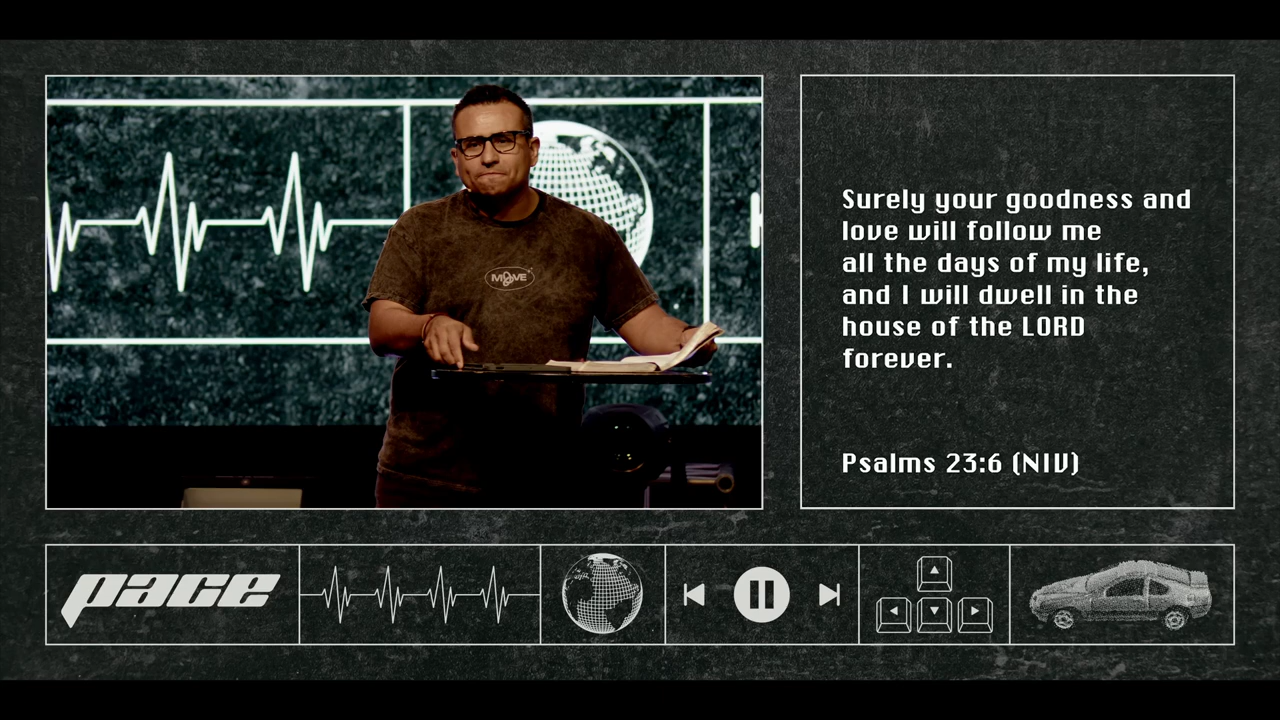 MOVE
Surely your goodness and
love will follow me
all the days of my life,
and I will dwell in the
house of the LORD
forever.
Psalms 23:6 (NIV)
pace